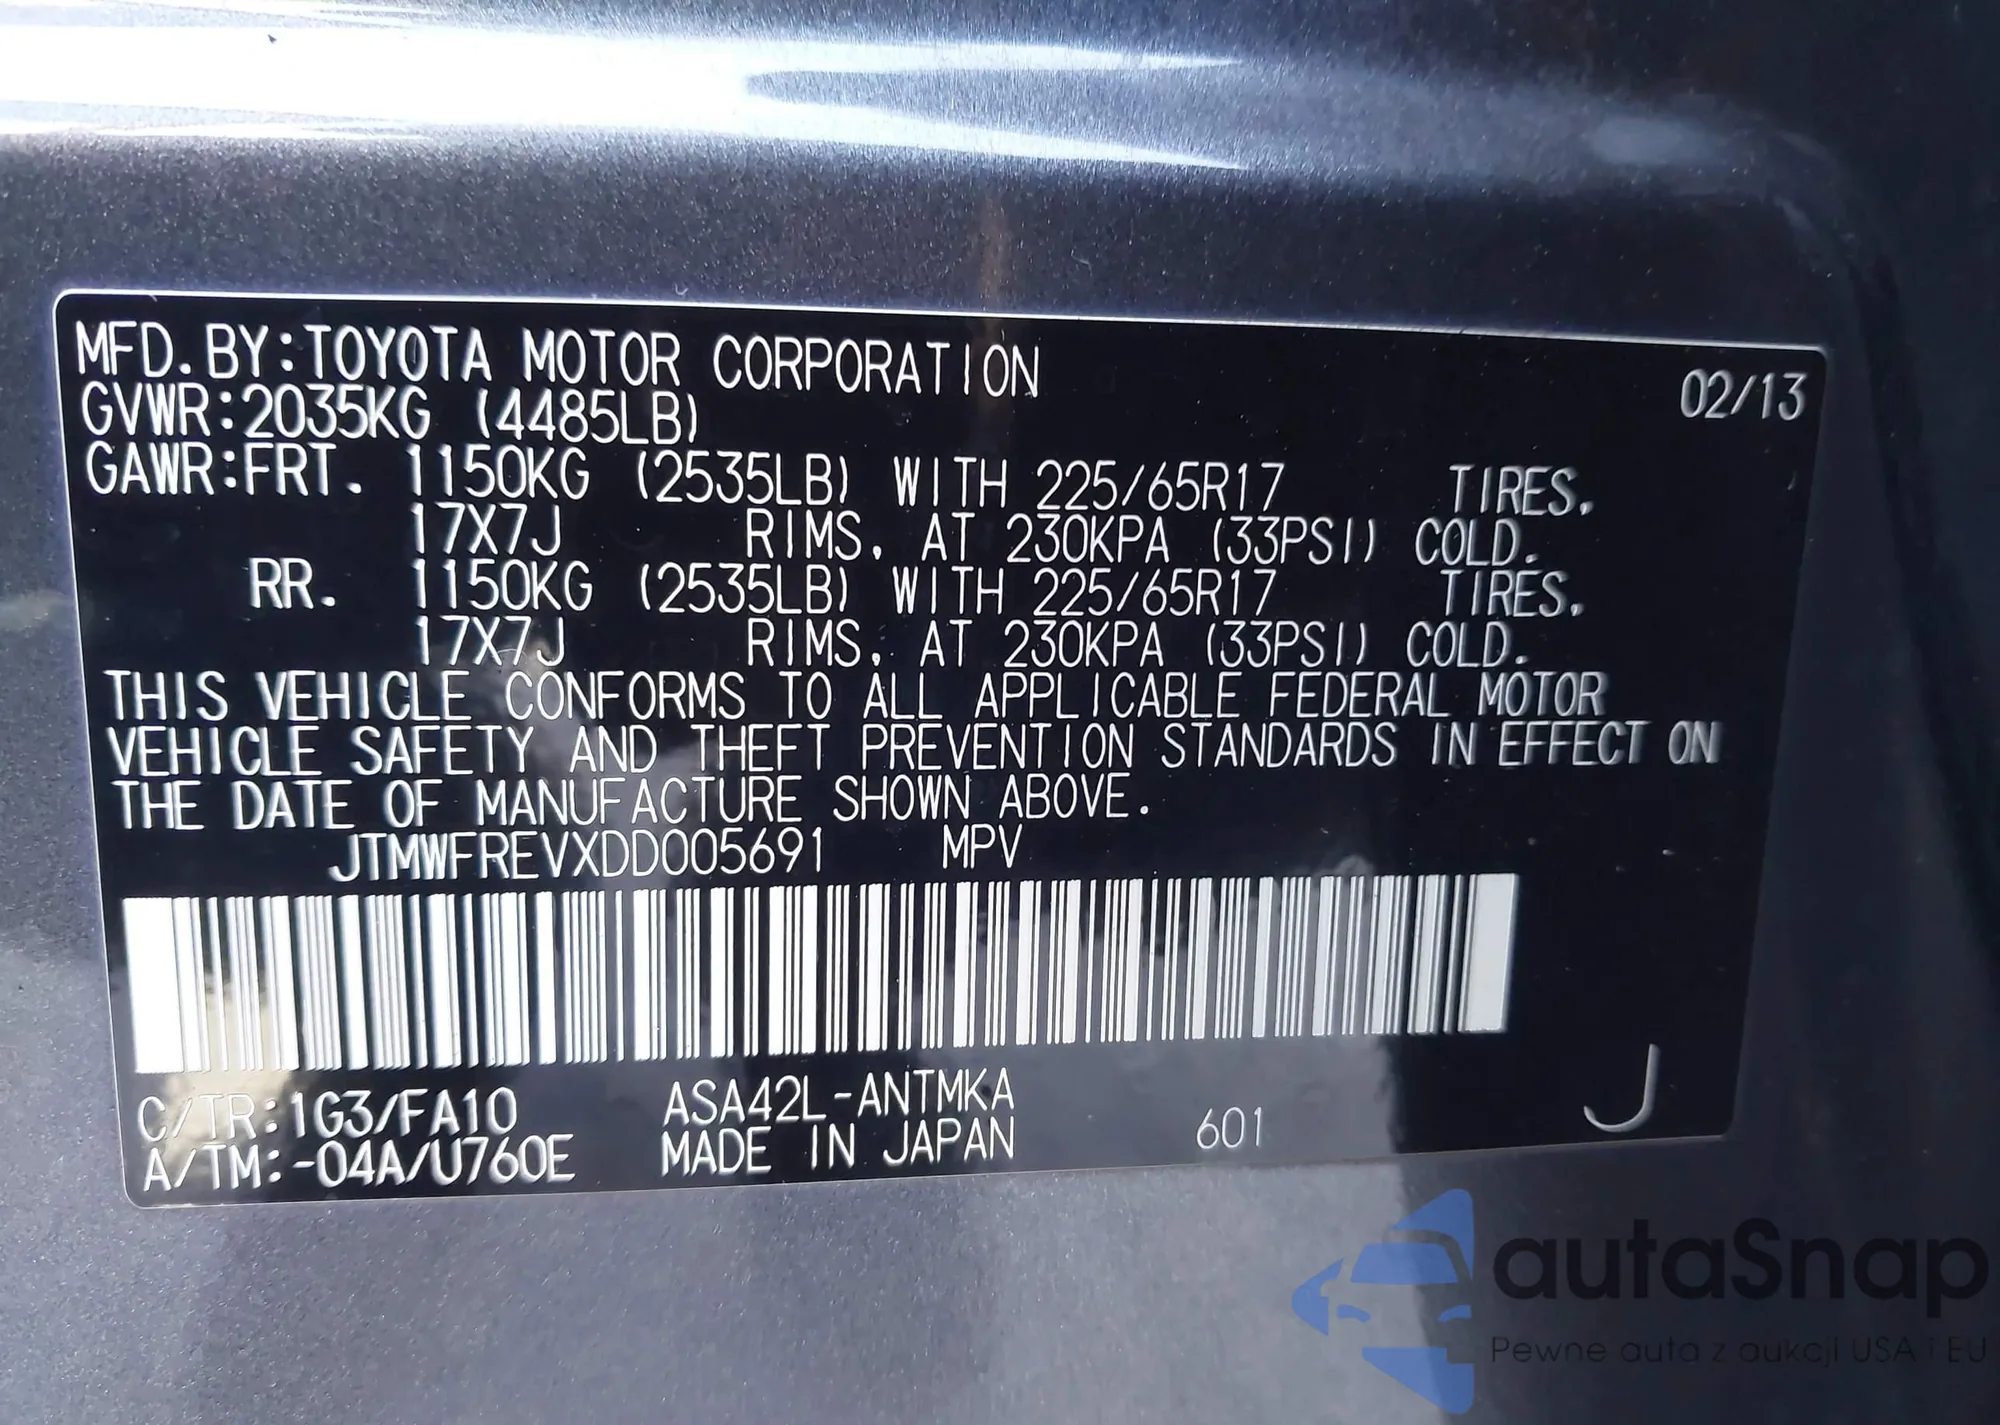 MFD. BY:TOYOTA MOTOR CORPORATION 02/13
GVWR:2035KG (4485LB)
GAWR:FRT. 1150KG (2535LB) WITH 225/65R17 TIRES,
17X7J RIMS, AT 230KPA (33PSI) COLD.
RR. 1150KG (2535LB) WITH 225/65R17 TIRES,
17X7J RIMS, AT 230KPA (33PSI) COLD.
THIS VEHICLE CONFORMS TO ALL APPLICABLE FEDERAL MOTOR
VEHICLE SAFETY AND THEFT PREVENTION STANDARDS IN EFFECT ON
THE DATE OF MANUFACTURE SHOWN ABOVE.
JTMWFREVXDD005691 MPV
C/TR:1G3/FA10 ASA42L-ANTMKA
A/TM:-04A/U760E MADE IN JAPAN 601 J
autaSnap
Pewne auta z aukcji USA i EU